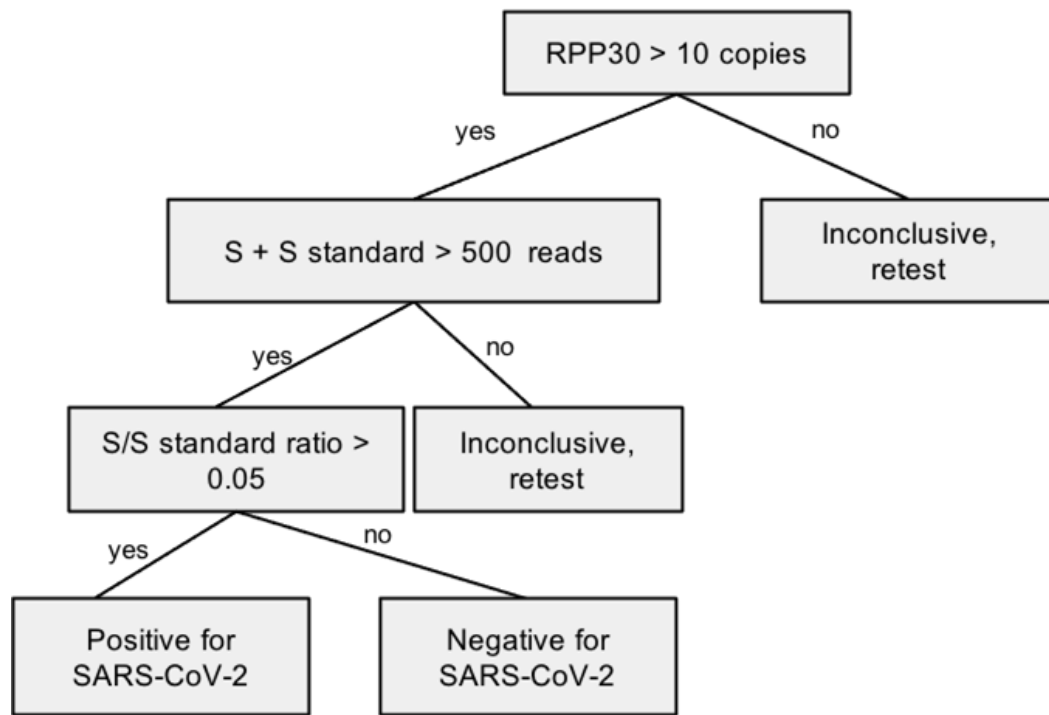 RPP30 > 10 copies
yes
no
S + S standard > 500 reads
Inconclusive,
retest
yes
no
S/S standard ratio >
0.05
Inconclusive,
retest
yes
no
Positive for
SARS-CoV-2
Negative for
SARS-CoV-2